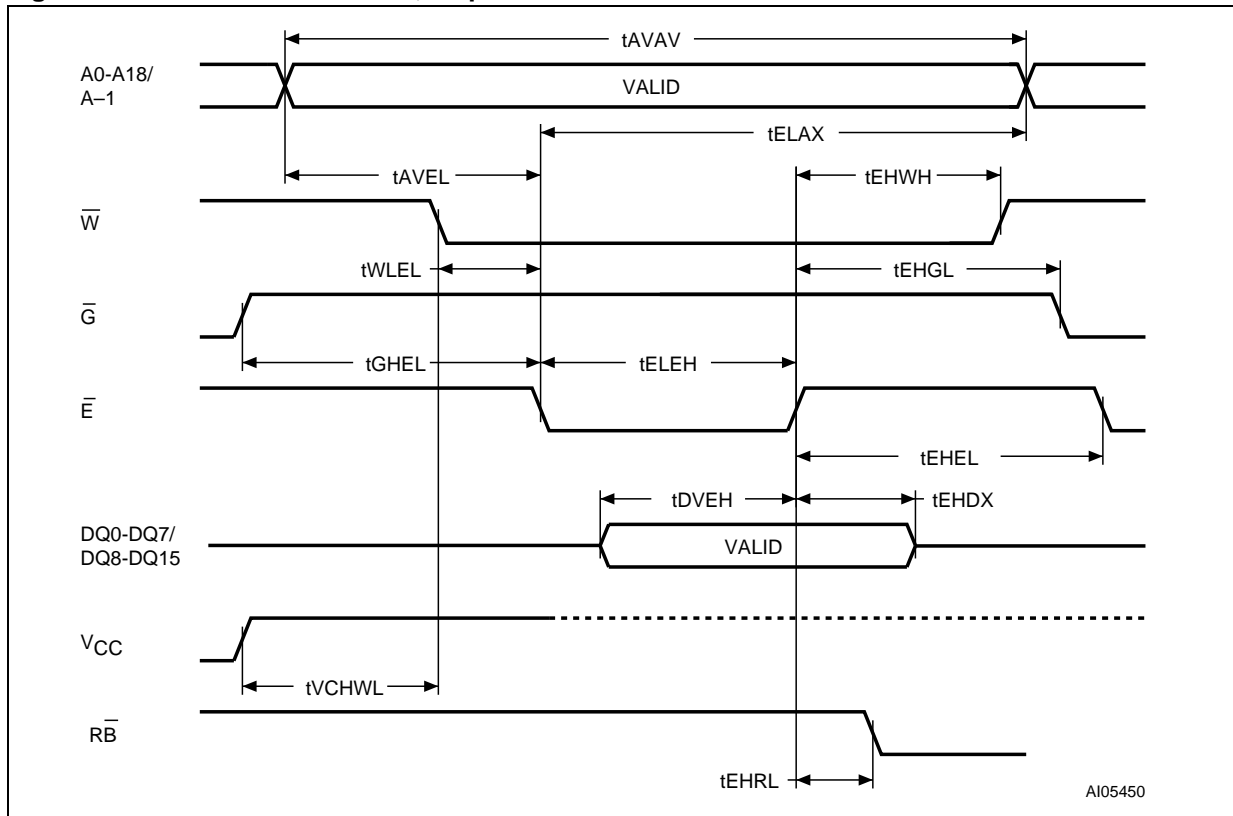 tAVAV
A0-A18/
A–1
VALID
tELAX
tAVEL
tEHWH
W̅
tWLEL
tEHGL
G̅
tGHEL
tELEH
E̅
tEHEL
tDVEH
tEHDX
DQ0-DQ7/
DQ8-DQ15
VALID
VCC
tVCHWL
RB̅
tEHRL
AI05450